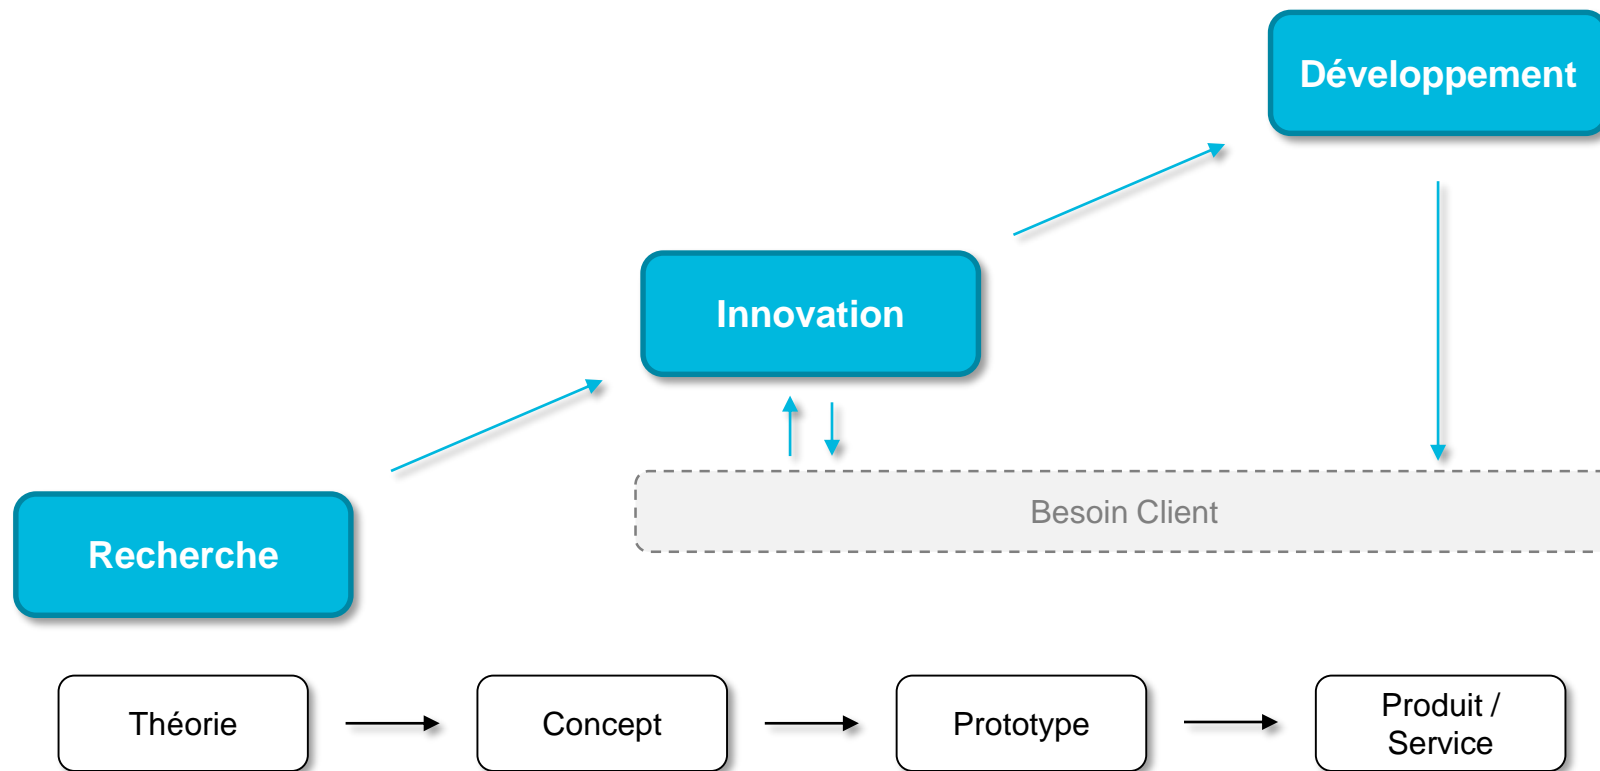 Développement
Innovation
Besoin Client
Recherche
Théorie
Concept
Prototype
Produit /
Service